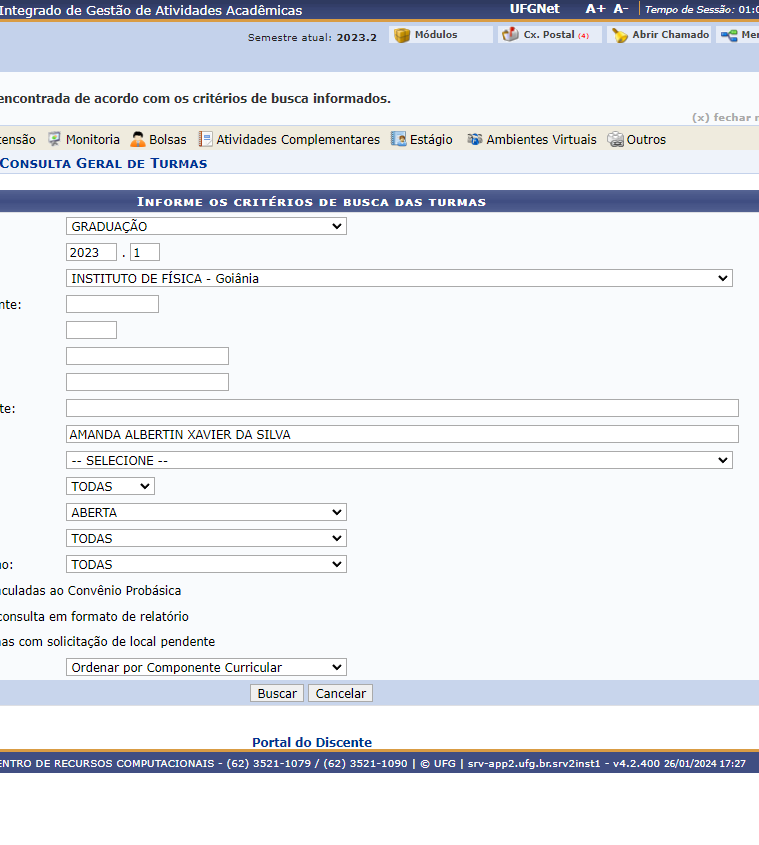 Integrado de Gestão de Atividades Acadêmicas UFGNet A+ A- Tempo de Sessão: 01:0
Semestre atual: 2023.2 Módulos Cx. Postal (4) Abrir Chamado Men
encontrada de acordo com os critérios de busca informados.
(x) fechar
tensão Monitoria Bolsas Atividades Complementares Estágio Ambientes Virtuais Outros
Consulta Geral de Turmas
Informe os critérios de busca das turmas
GRADUAÇÃO
2023 . 1
INSTITUTO DE FÍSICA - Goiânia
nte:
te:
AMANDA ALBERTIN XAVIER DA SILVA
-- SELECIONE --
TODAS
ABERTA
TODAS
o: TODAS
culadas ao Convênio Probásica
consulta em formato de relatório
as com solicitação de local pendente
Ordenar por Componente Curricular
Buscar Cancelar
Portal do Discente
ENTRO DE RECURSOS COMPUTACIONAIS - (62) 3521-1079 / (62) 3521-1090 | © UFG | srv-app2.ufg.br.srv2inst1 - v4.2.400 26/01/2024 17:27